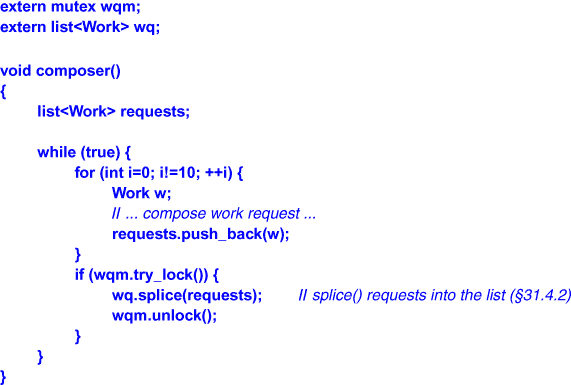 extern mutex wqm;
extern list<Work> wq;
void composer()
{
list<Work> requests;
while (true) {
for (int i=0; i!=10; ++i) {
Work w;
// ... compose work request ...
requests.push_back(w);
}
if (wqm.try_lock()) {
wq.splice(requests); // splice() requests into the list (§31.4.2)
wqm.unlock();
}
}
}